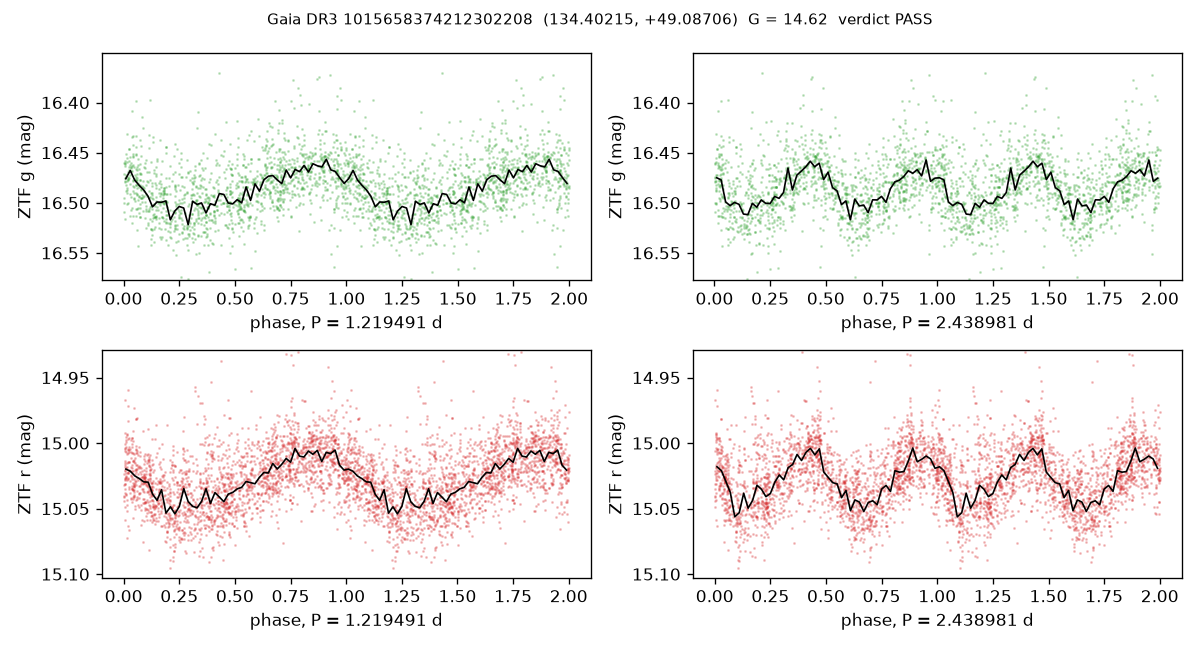 Gaia DR3 1015658374212302208  (134.40215, +49.08706)  G = 14.62  verdict PASS
ZTF g (mag)
16.40
16.45
16.50
16.55
0.00 0.25 0.50 0.75 1.00 1.25 1.50 1.75 2.00
phase, P = 1.219491 d
ZTF g (mag)
16.40
16.45
16.50
16.55
0.00 0.25 0.50 0.75 1.00 1.25 1.50 1.75 2.00
phase, P = 2.438981 d
ZTF r (mag)
14.95
15.00
15.05
15.10
0.00 0.25 0.50 0.75 1.00 1.25 1.50 1.75 2.00
phase, P = 1.219491 d
ZTF r (mag)
14.95
15.00
15.05
15.10
0.00 0.25 0.50 0.75 1.00 1.25 1.50 1.75 2.00
phase, P = 2.438981 d